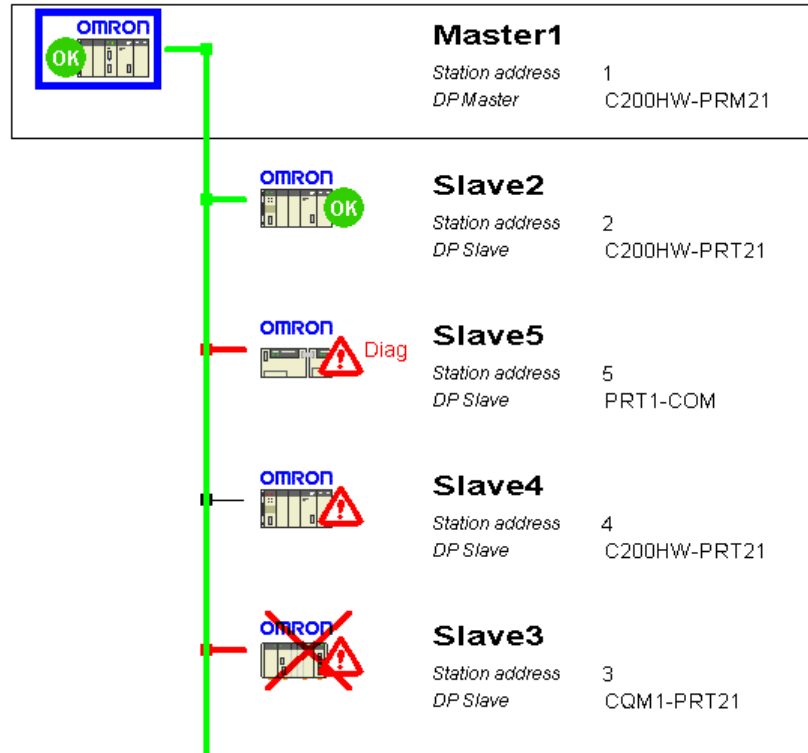 OMRON
OK
Master1
Station address 1
DP Master C200HW-PRM21
OMRON
OK
Slave2
Station address 2
DP Slave C200HW-PRT21
OMRON
Diag
Slave5
Station address 5
DP Slave PRT1-COM
OMRON
Slave4
Station address 4
DP Slave C200HW-PRT21
OMRON
Slave3
Station address 3
DP Slave CQM1-PRT21